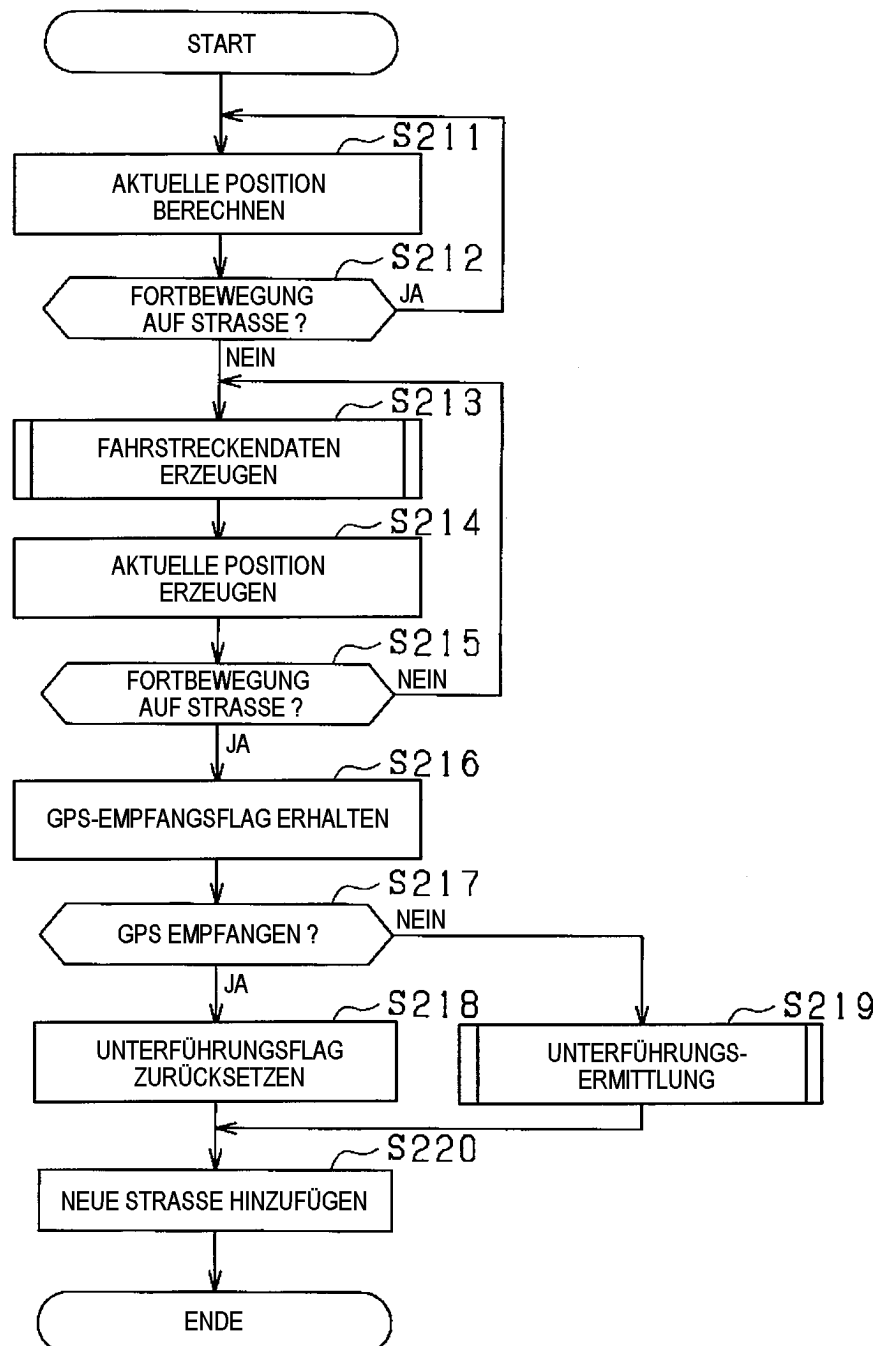 START
S211
AKTUELLE POSITION
BERECHNEN
S212
FORTBEWEGUNG
AUF STRASSE ?
JA
NEIN
S213
FAHRSTRECKENDATEN
ERZEUGEN
S214
AKTUELLE POSITION
ERZEUGEN
S215
FORTBEWEGUNG
AUF STRASSE ?
NEIN
JA
S216
GPS-EMPFANGSFLAG ERHALTEN
S217
GPS EMPFANGEN ?
NEIN
JA
S218
UNTERFÜHRUNGSFLAG
ZURÜCKSETZEN
S219
UNTERFÜHRUNGS-
ERMITTLUNG
S220
NEUE STRASSE HINZUFÜGEN
ENDE